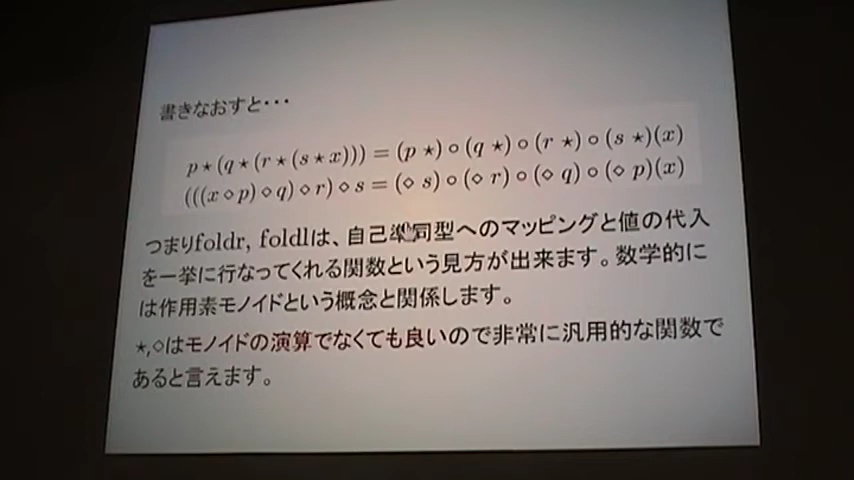 書きなおすと・・・
p ⋆ (q ⋆ (r ⋆ (s ⋆ x))) = (p ⋆) ∘ (q ⋆) ∘ (r ⋆) ∘ (s ⋆)(x)
(((x ⋄ p) ⋄ q) ⋄ r) ⋄ s = (⋄ s) ∘ (⋄ r) ∘ (⋄ q) ∘ (⋄ p)(x)
つまりfoldr, foldlは、自己準同型へのマッピングと値の代入
を一挙に行なってくれる関数という見方が出来ます。数学的に
は作用素モノイドという概念と関係します。
⋆,⋄はモノイドの演算でなくても良いので非常に汎用的な関数で
あると言えます。